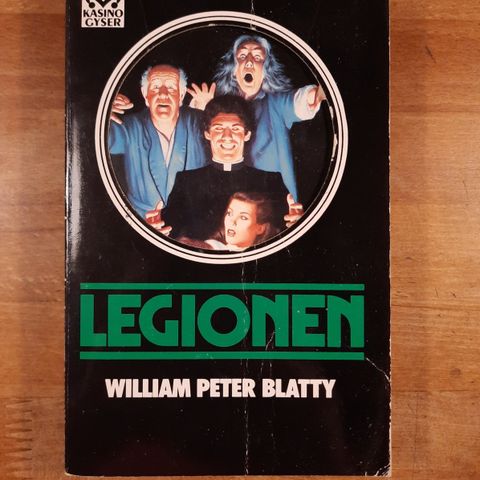 KASINO
GYSER
LEGIONEN
WILLIAM PETER BLATTY